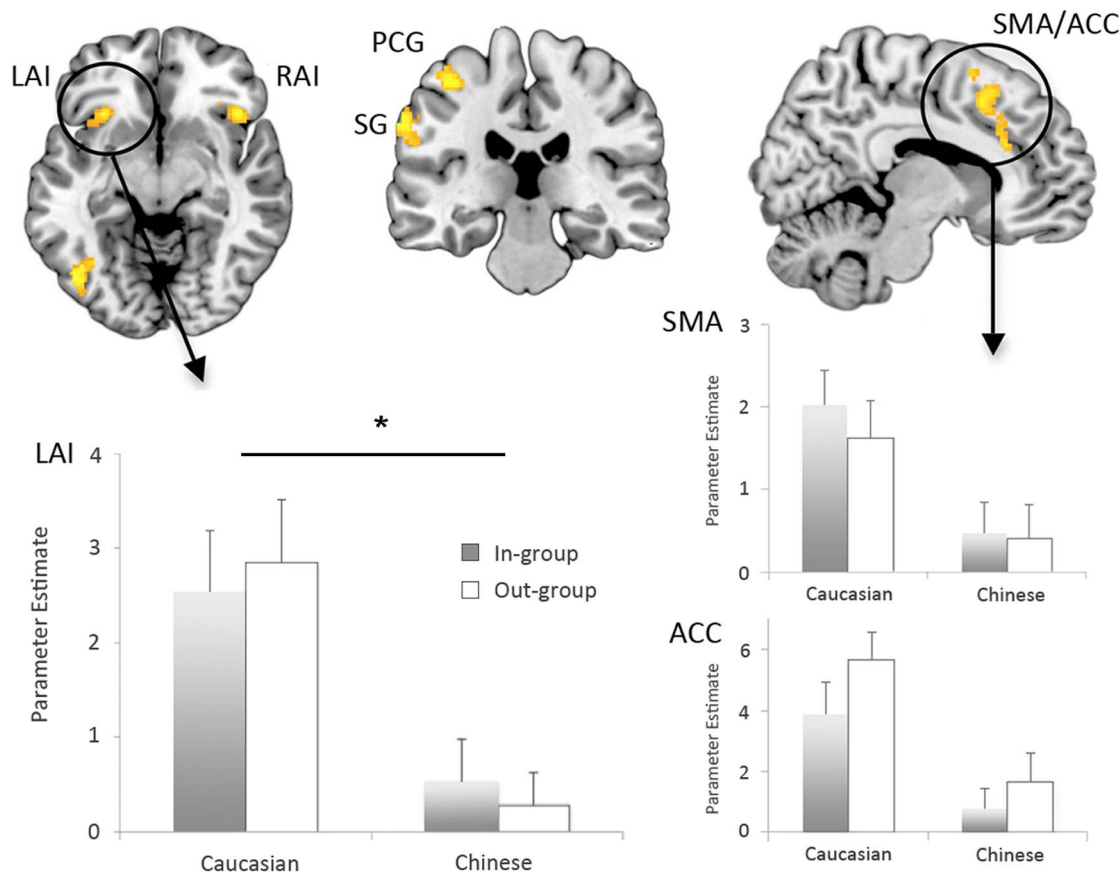 LAI
RAI
PCG
SG
SMA/ACC
LAI
*
Parameter Estimate
4
3
2
1
0
Caucasian Chinese
In-group
Out-group
SMA
Parameter Estimate
3
2
1
0
Caucasian Chinese
ACC
Parameter Estimate
6
4
2
0
Caucasian Chinese